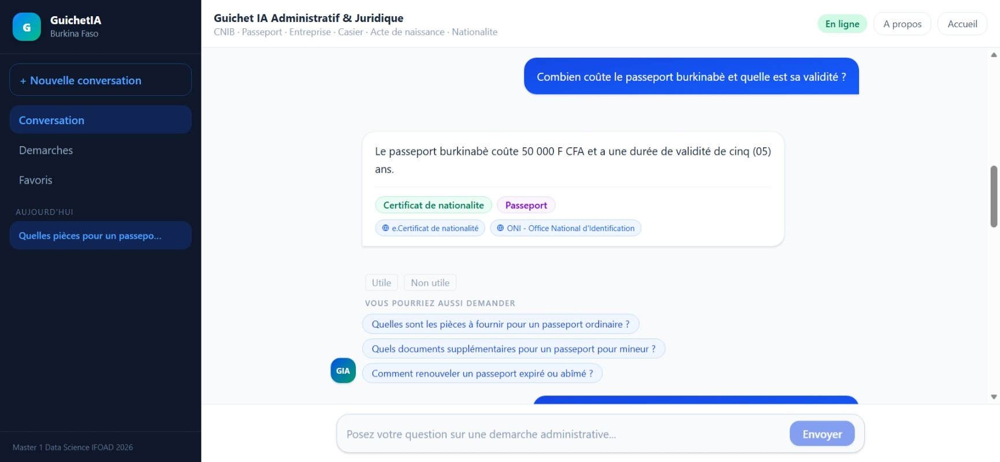 G
GuichetIA
Burkina Faso
+ Nouvelle conversation
Conversation
Demarches
Favoris
AUJOURD'HUI
Quelles pièces pour un passepo...
Master 1 Data Science IFOAD 2026
Guichet IA Administratif & Juridique
CNIB · Passeport · Entreprise · Casier · Acte de naissance · Nationalite
En ligne
A propos
Accueil
Combien coûte le passeport burkinabè et quelle est sa validité ?
Le passeport burkinabè coûte 50 000 F CFA et a une durée de validité de cinq (05)
ans.
Certificat de nationalite
Passeport
e.Certificat de nationalité
ONI - Office National d'Identification
Utile
Non utile
VOUS POURRIEZ AUSSI DEMANDER
Quelles sont les pièces à fournir pour un passeport ordinaire ?
Quels documents supplémentaires pour un passeport pour mineur ?
GIA
Comment renouveler un passeport expiré ou abîmé ?
Posez votre question sur une demarche administrative...
Envoyer